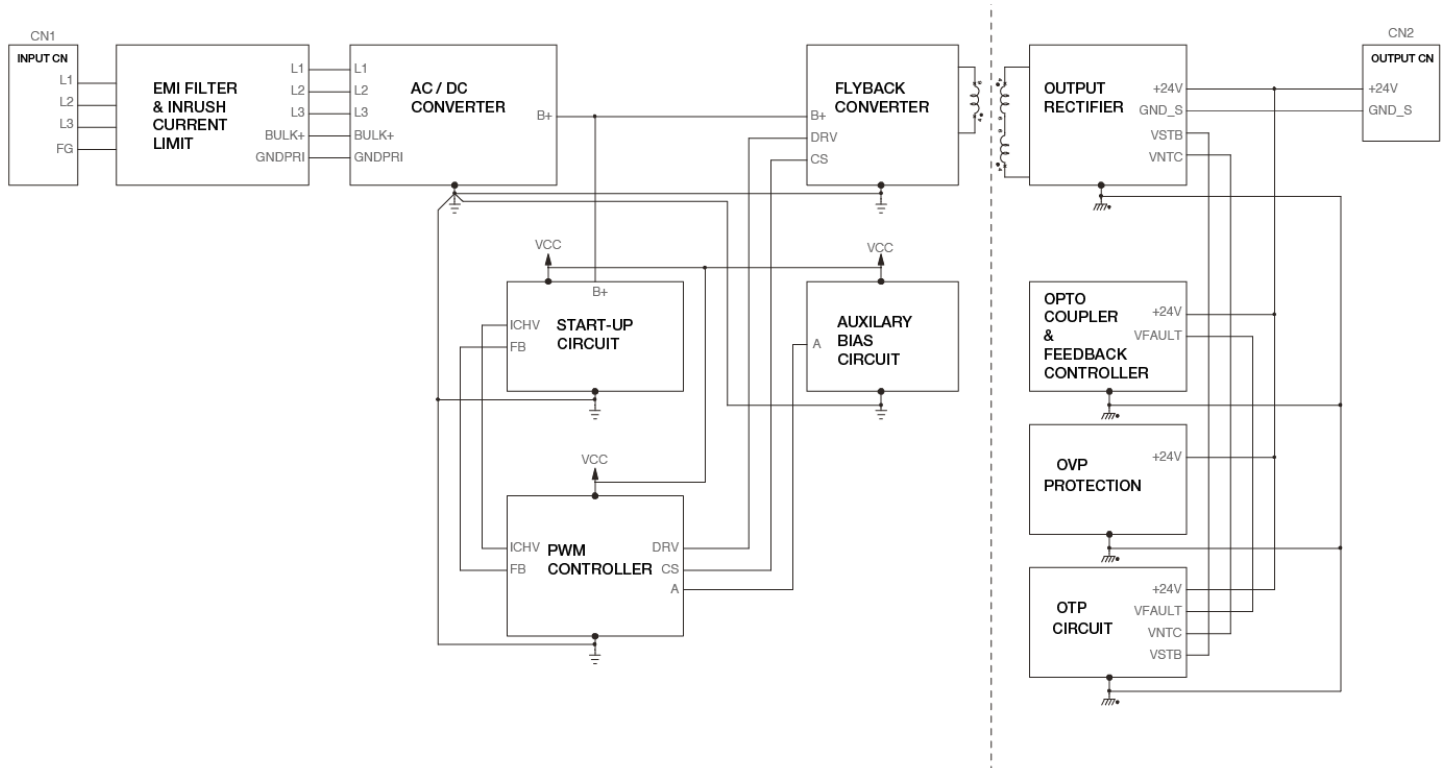 CN1
INPUT CN
L1
L2
L3
FG
EMI FILTER
& INRUSH
CURRENT
LIMIT
L1
L2
L3
BULK+
GNDPRI
L1
L2
L3
BULK+
GNDPRI
AC / DC
CONVERTER
B+
FLYBACK
CONVERTER
B+
DRV
CS
OUTPUT
RECTIFIER
+24V
GND_S
VSTB
VNTC
CN2
OUTPUT CN
+24V
GND_S
VCC
B+
ICHV
FB
START-UP
CIRCUIT
VCC
A
AUXILARY
BIAS
CIRCUIT
OPTO
COUPLER
&
FEEDBACK
CONTROLLER
+24V
VFAULT
OVP
PROTECTION
+24V
VCC
ICHV
FB
PWM
CONTROLLER
DRV
CS
A
OTP
CIRCUIT
+24V
VFAULT
VNTC
VSTB